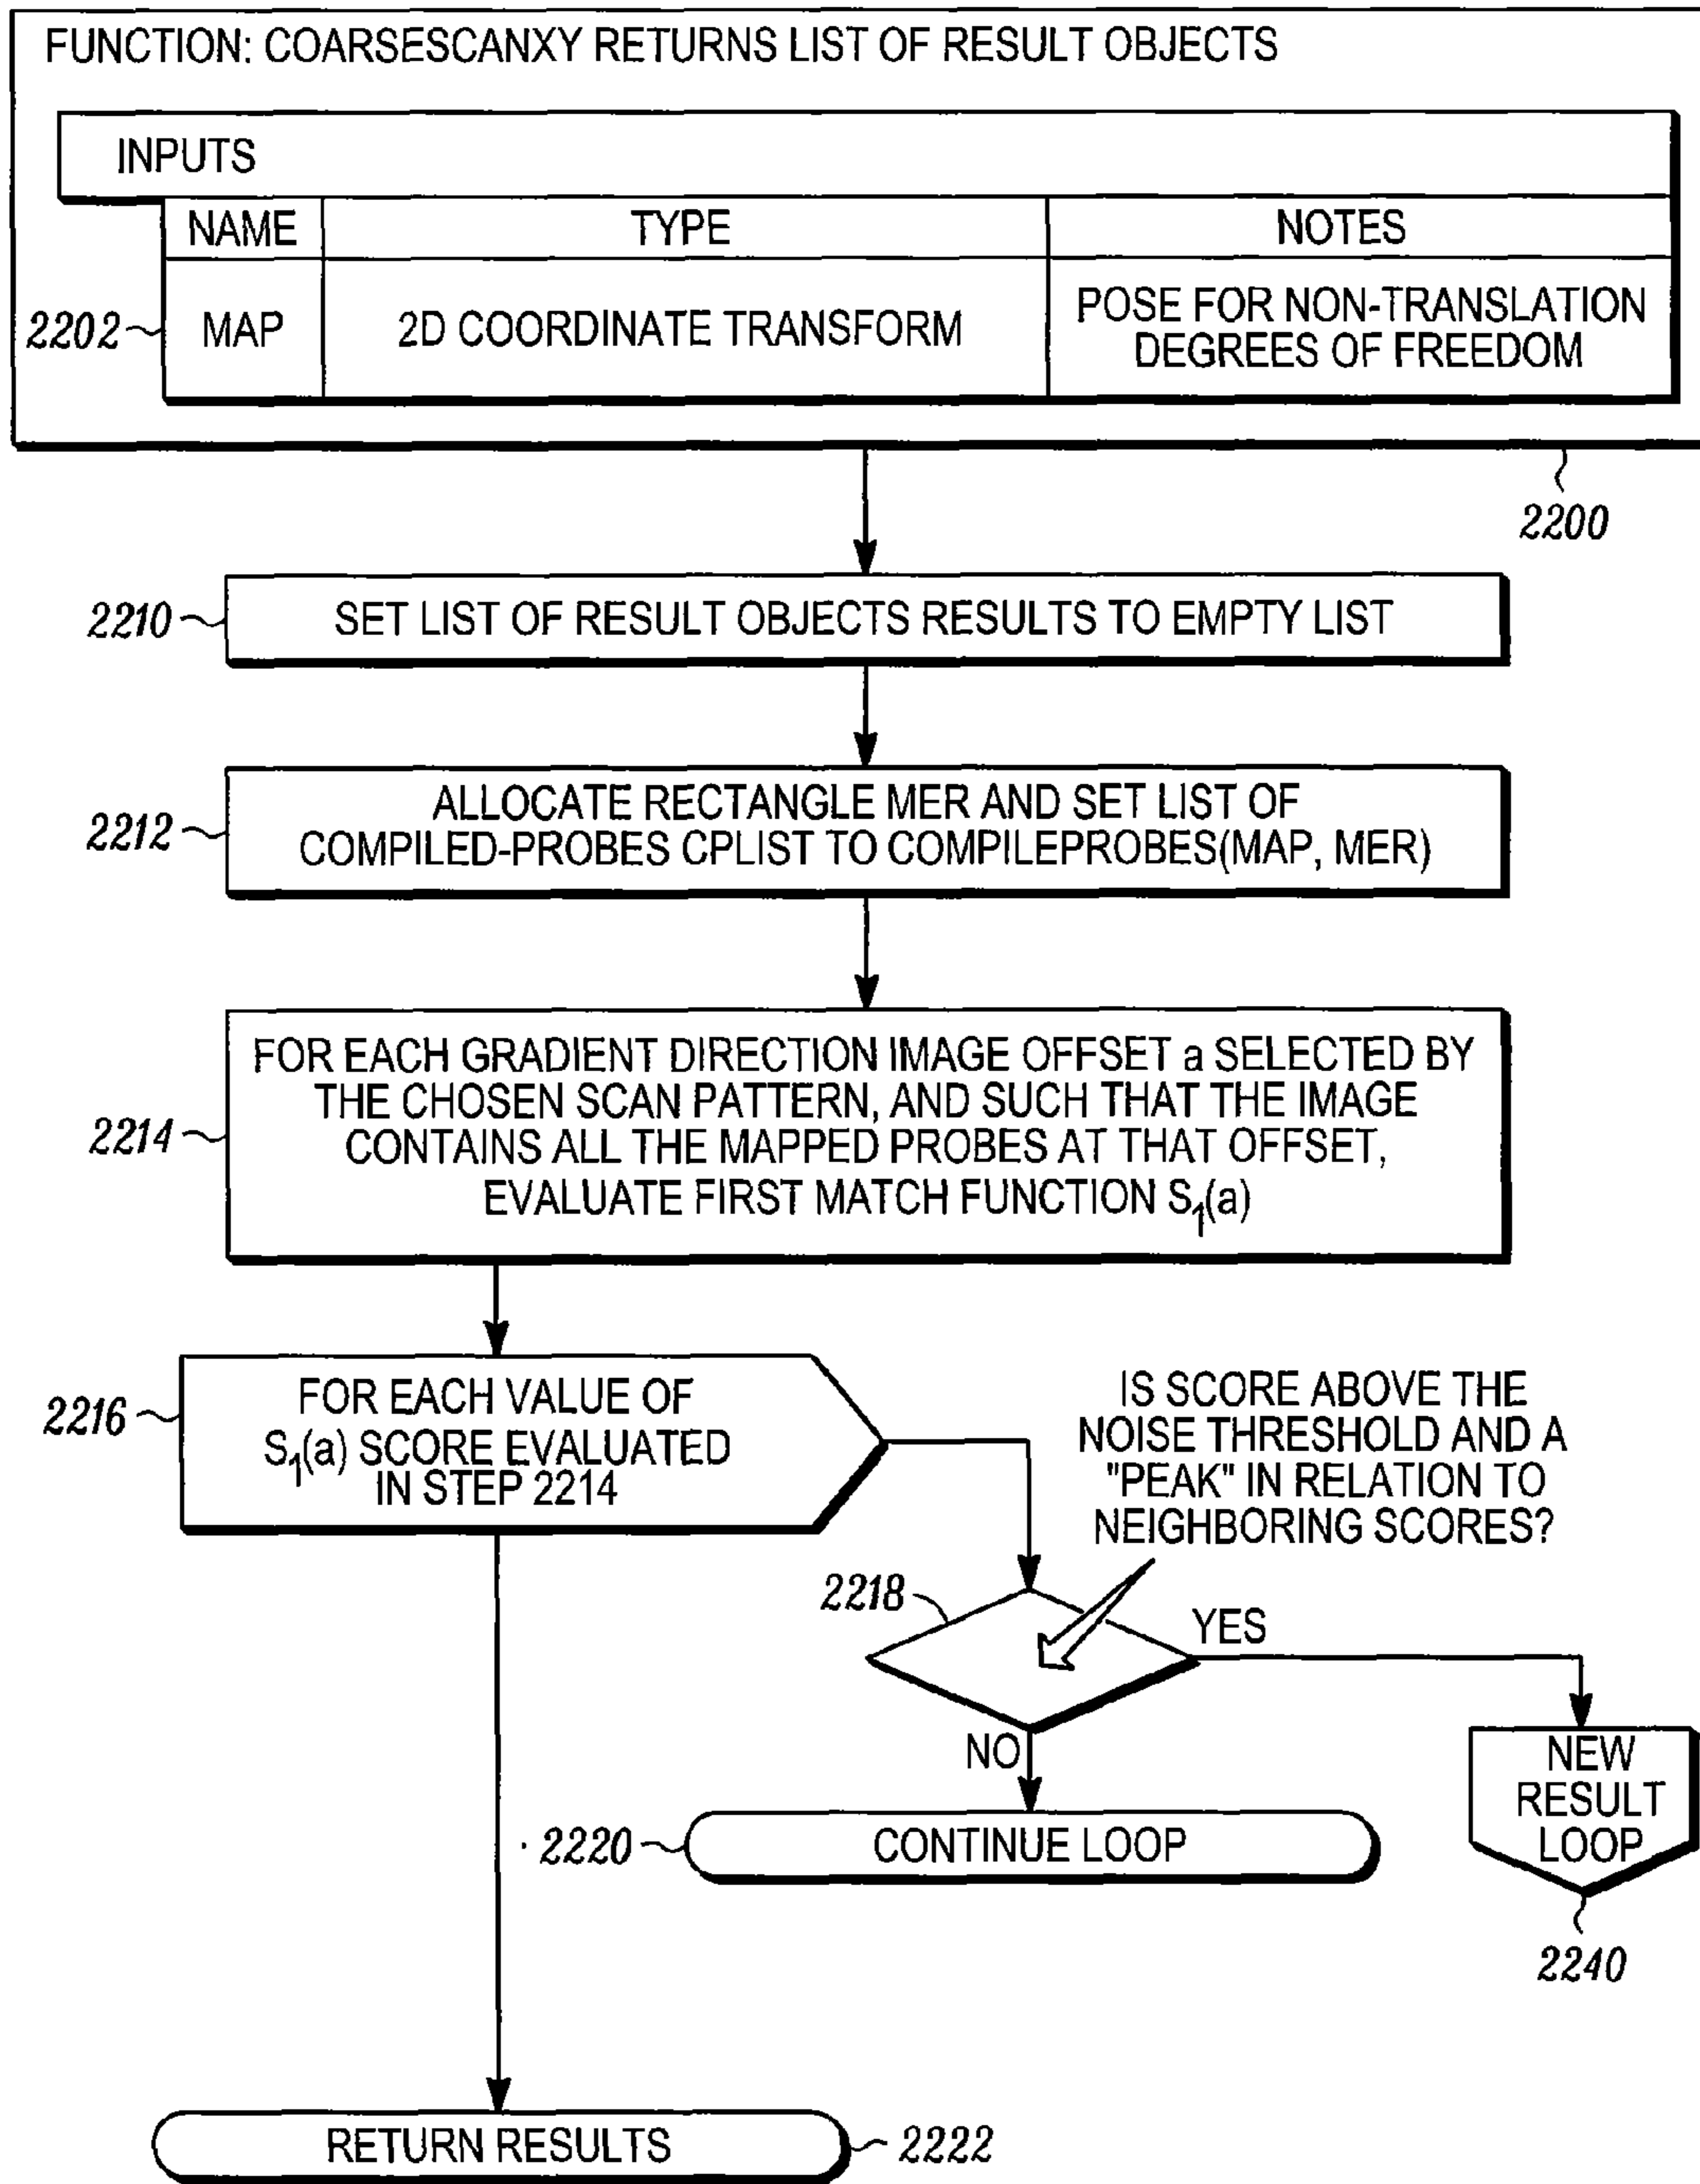 FUNCTION: COARSESCANXY RETURNS LIST OF RESULT OBJECTS
INPUTS
NAME TYPE NOTES
2202 MAP 2D COORDINATE TRANSFORM POSE FOR NON-TRANSLATION
DEGREES OF FREEDOM
2200
2210 SET LIST OF RESULT OBJECTS RESULTS TO EMPTY LIST
2212 ALLOCATE RECTANGLE MER AND SET LIST OF
COMPILED-PROBES CPLIST TO COMPILEPROBES(MAP, MER)
FOR EACH GRADIENT DIRECTION IMAGE OFFSET a SELECTED BY
THE CHOSEN SCAN PATTERN, AND SUCH THAT THE IMAGE
2214 CONTAINS ALL THE MAPPED PROBES AT THAT OFFSET,
EVALUATE FIRST MATCH FUNCTION S₁(a)
2216 FOR EACH VALUE OF
S₁(a) SCORE EVALUATED
IN STEP 2214
IS SCORE ABOVE THE
NOISE THRESHOLD AND A
"PEAK" IN RELATION TO
NEIGHBORING SCORES?
2218
YES
NO
NEW
RESULT
LOOP
2220 CONTINUE LOOP
2240
RETURN RESULTS 2222